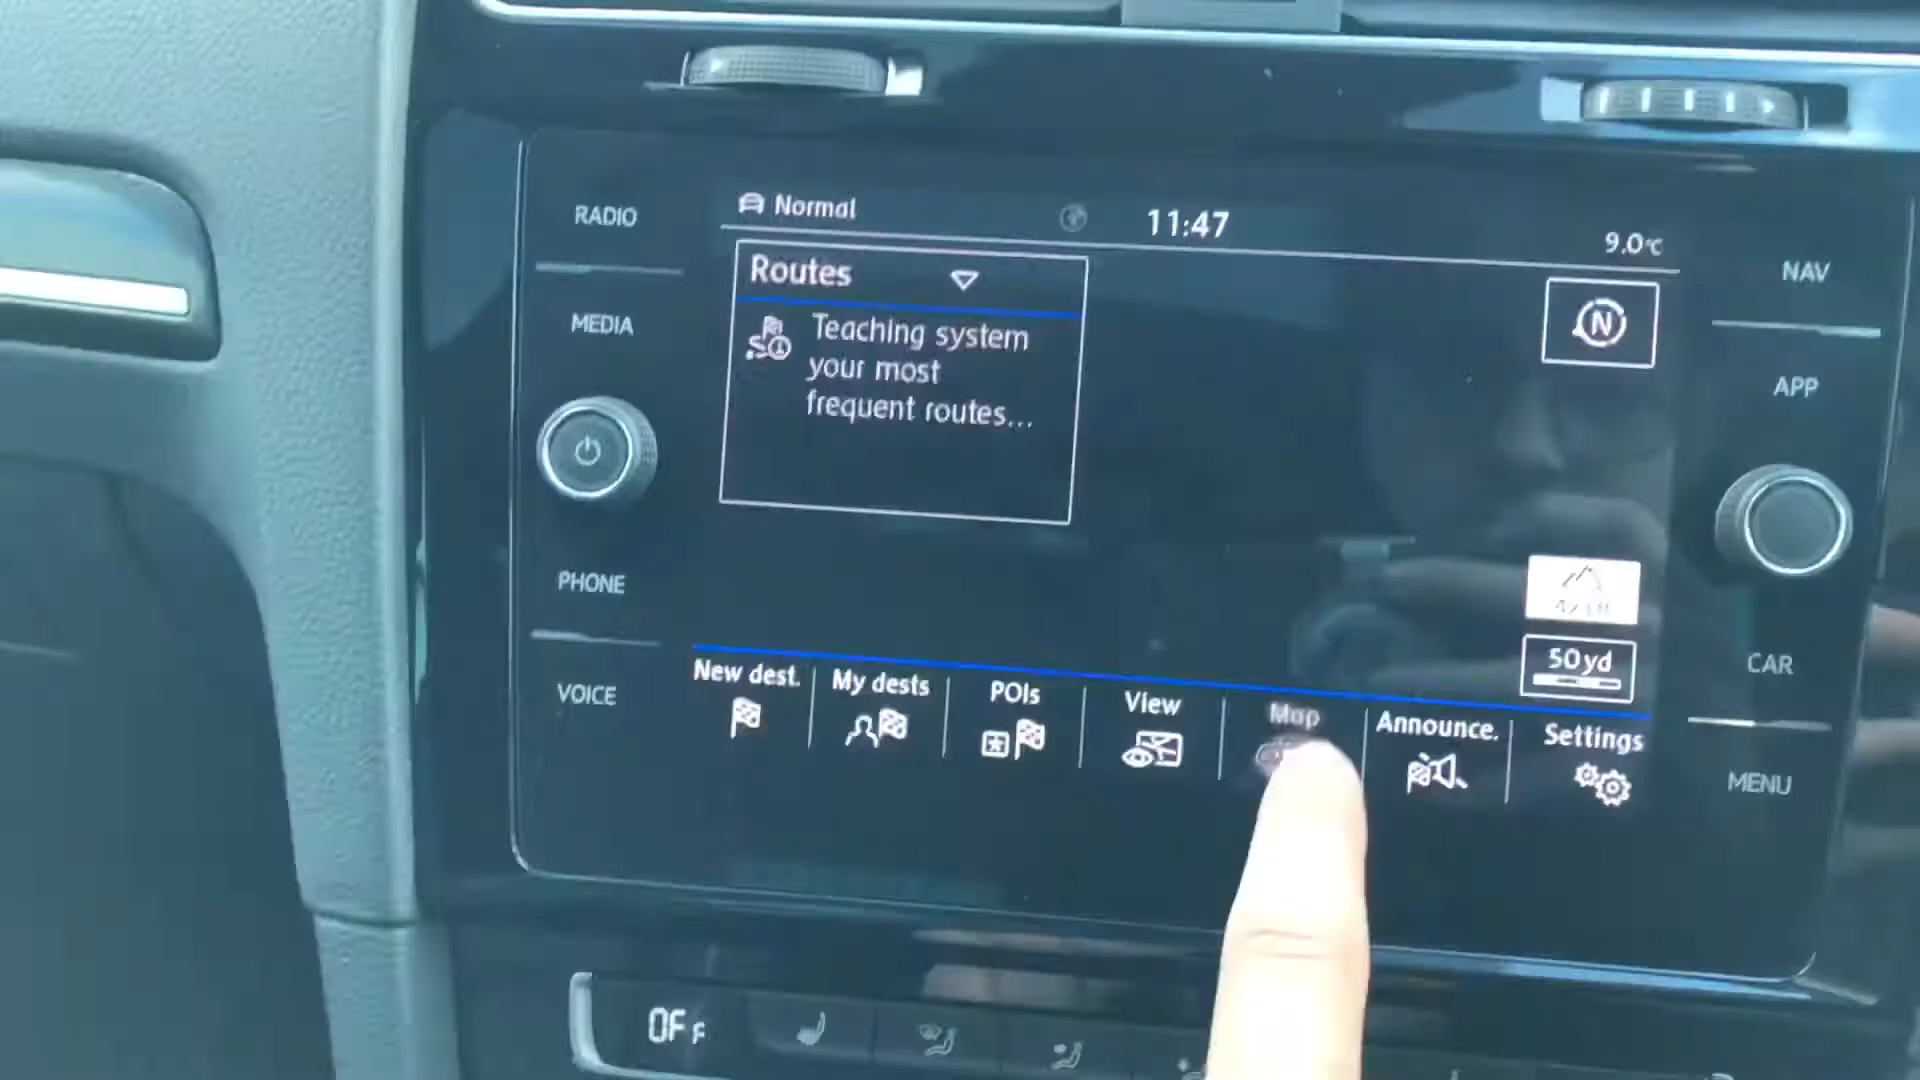 RADIO
MEDIA
PHONE
VOICE
Normal
11:47
9.0°C
Routes
Teaching system
your most
frequent routes...
N
50 yd
New dest.
My dests
POIs
View
Map
Announce.
Settings
NAV
APP
CAR
MENU
OFF